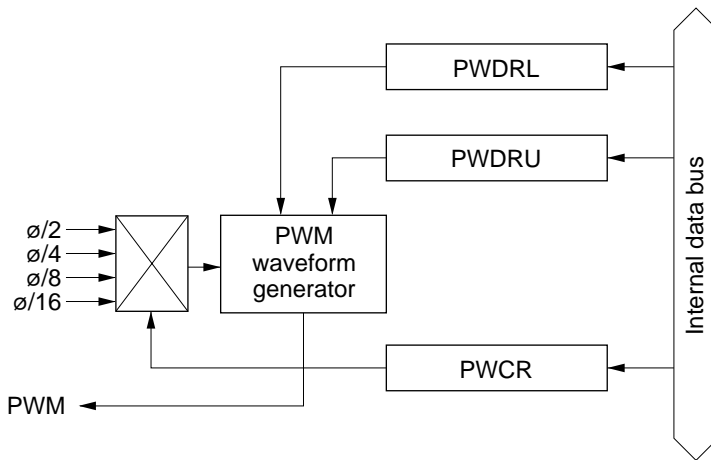 PWDRL
PWDRU
ø/2
ø/4
ø/8
ø/16
PWM
waveform
generator
Internal data bus
PWCR
PWM